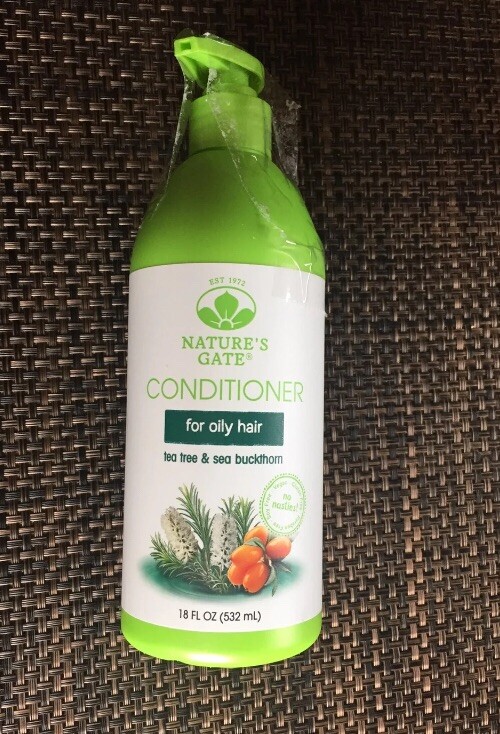 EST 1972
NATURE'S
GATE®
CONDITIONER
for oily hair
tea tree & sea buckthorn
no
nasties!
18 FL OZ (532 mL)